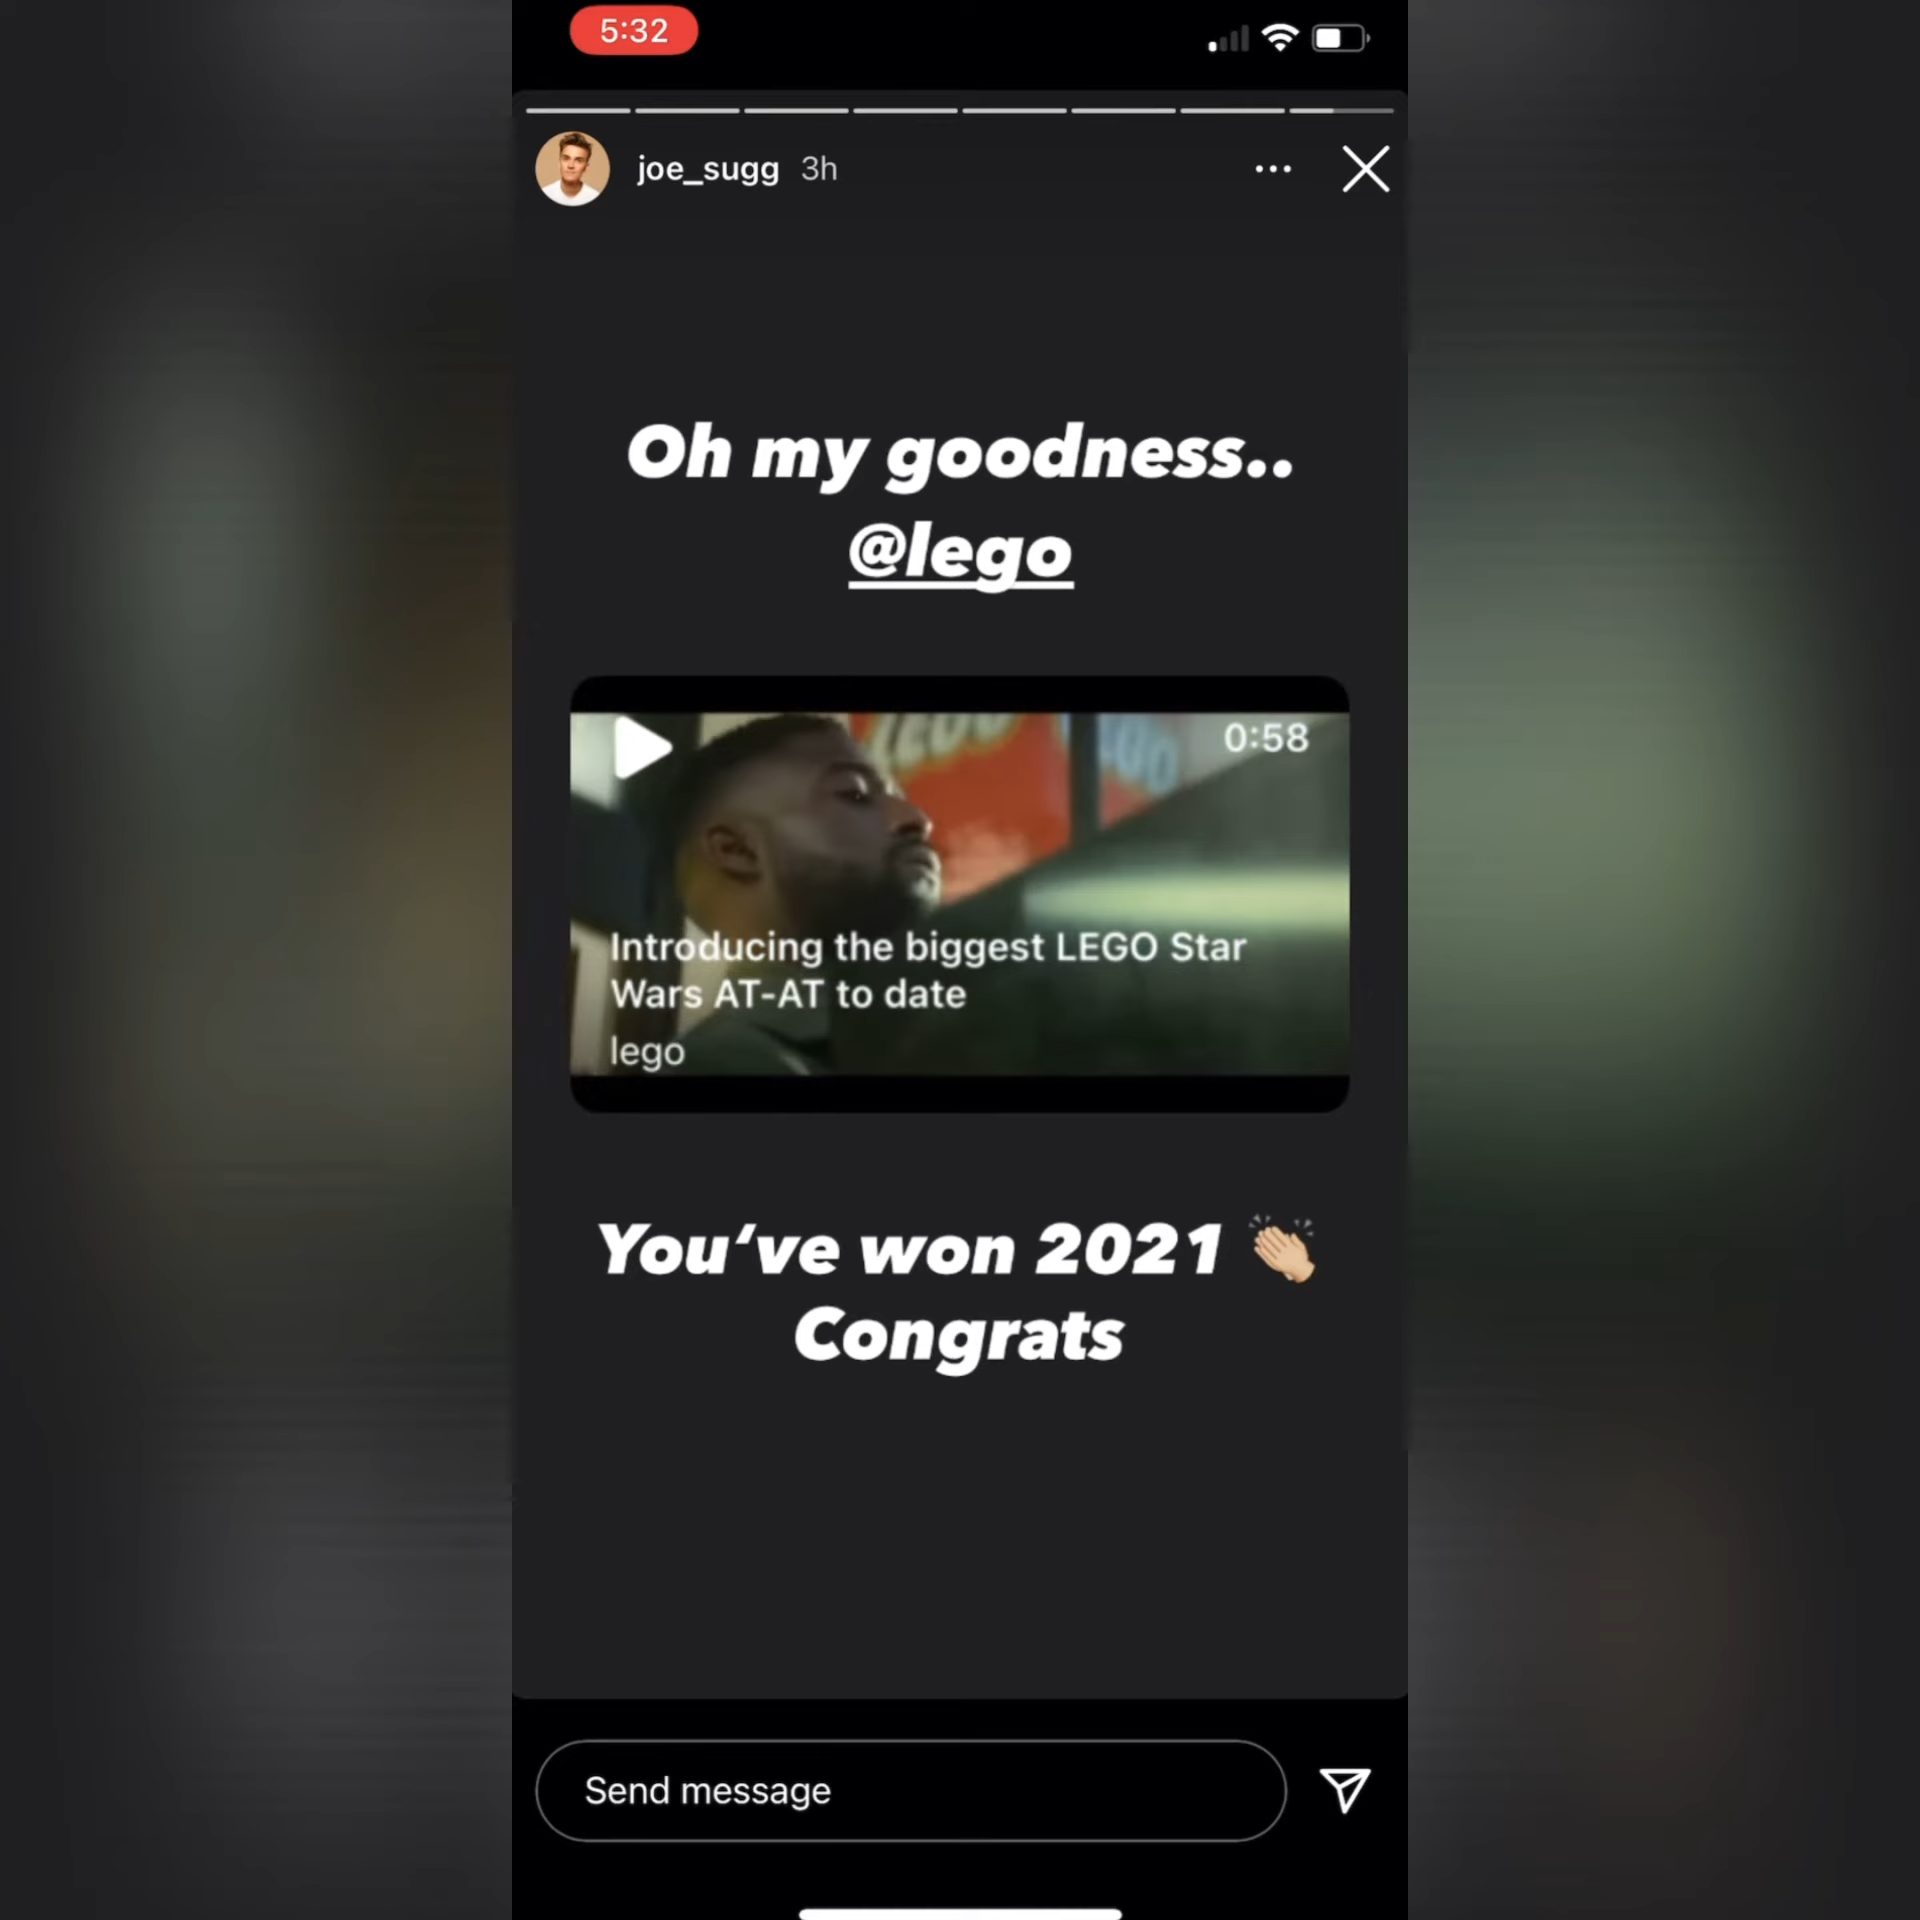 5:32
joe_sugg 3h
Oh my goodness..
@lego
LEGO
0:58
Introducing the biggest LEGO Star
Wars AT-AT to date
lego
You've won 2021 👏🏼
Congrats
Send message